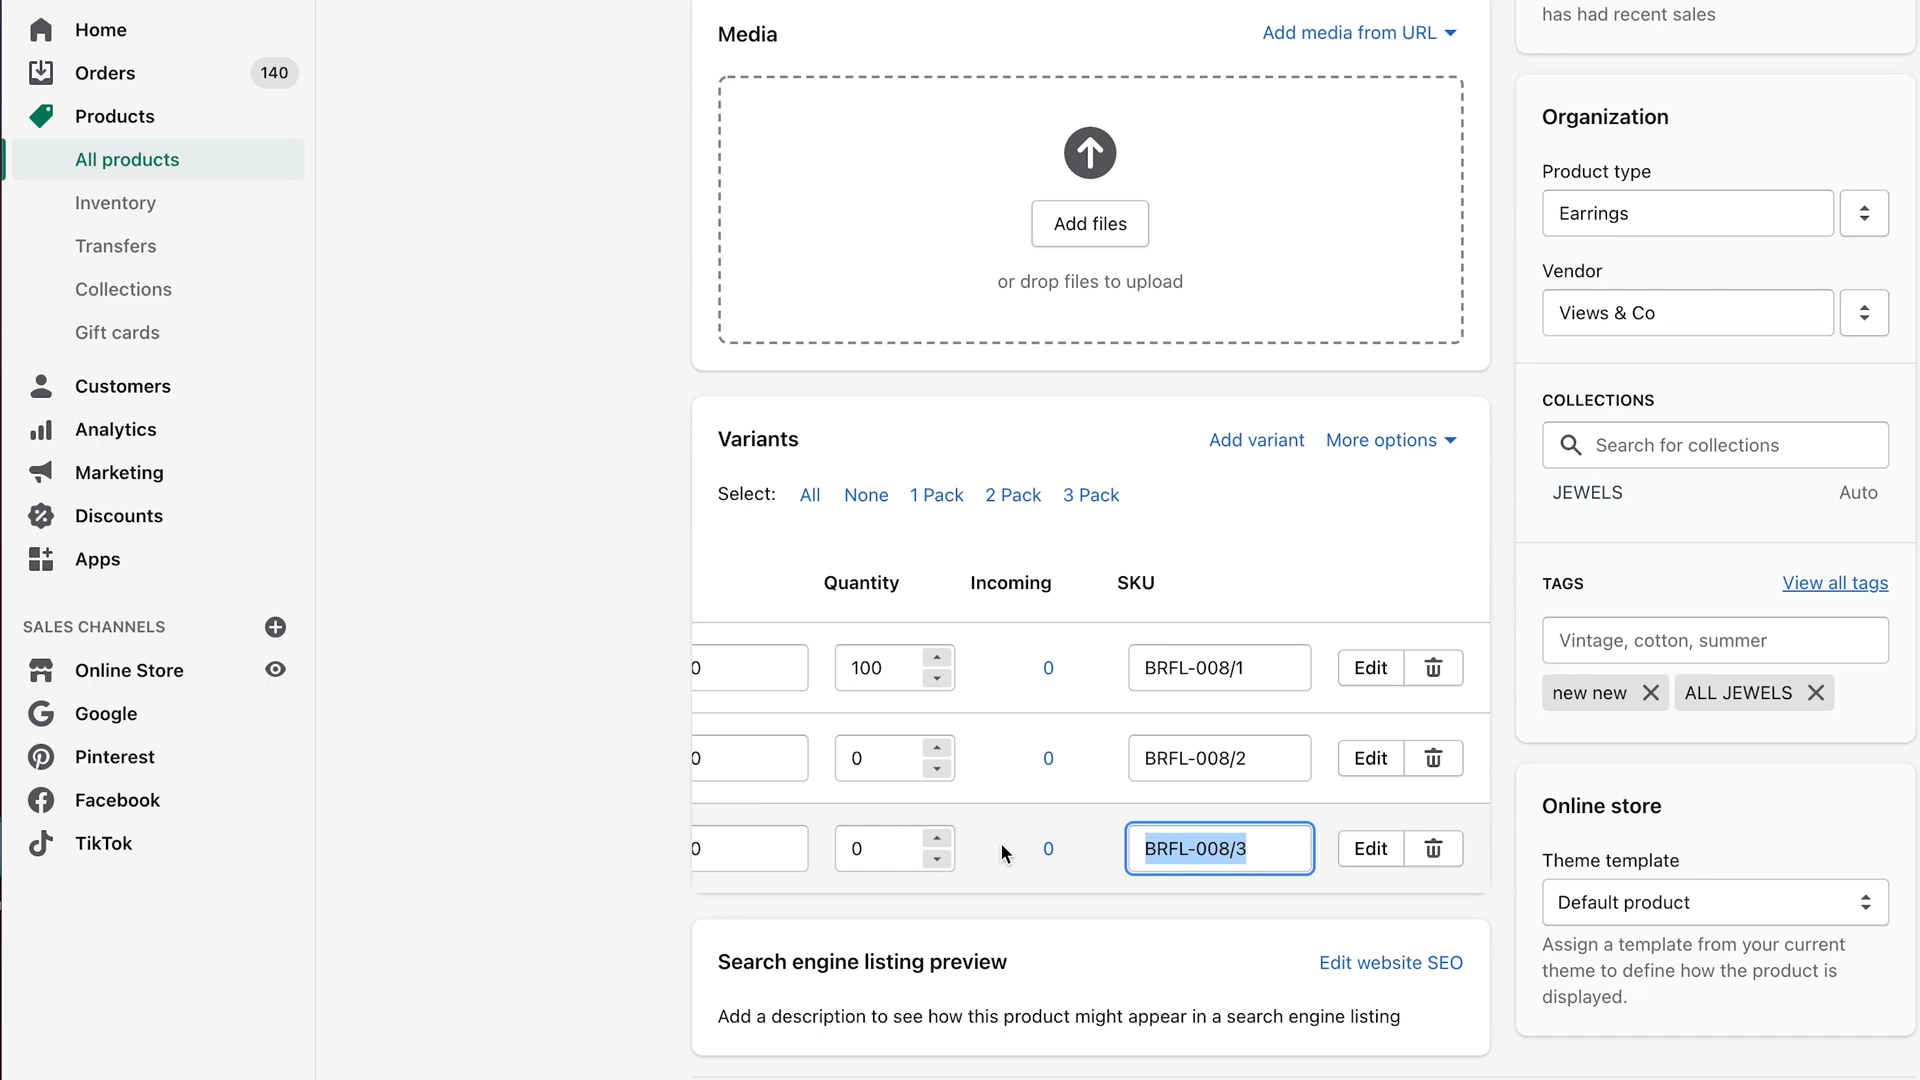 Home
Orders 140
Products
All products
Inventory
Transfers
Collections
Gift cards
Customers
Analytics
Marketing
Discounts
Apps
SALES CHANNELS
Online Store
Google
Pinterest
Facebook
TikTok
Media Add media from URL
Add files
or drop files to upload
Variants Add variant More options
Select: All None 1 Pack 2 Pack 3 Pack
Quantity Incoming SKU
0 100 0 BRFL-008/1 Edit
0 0 0 BRFL-008/2 Edit
0 0 0 BRFL-008/3 Edit
Search engine listing preview Edit website SEO
Add a description to see how this product might appear in a search engine listing
has had recent sales
Organization
Product type
Earrings
Vendor
Views & Co
COLLECTIONS
Search for collections
JEWELS Auto
TAGS View all tags
Vintage, cotton, summer
new new ALL JEWELS
Online store
Theme template
Default product
Assign a template from your current
theme to define how the product is
displayed.